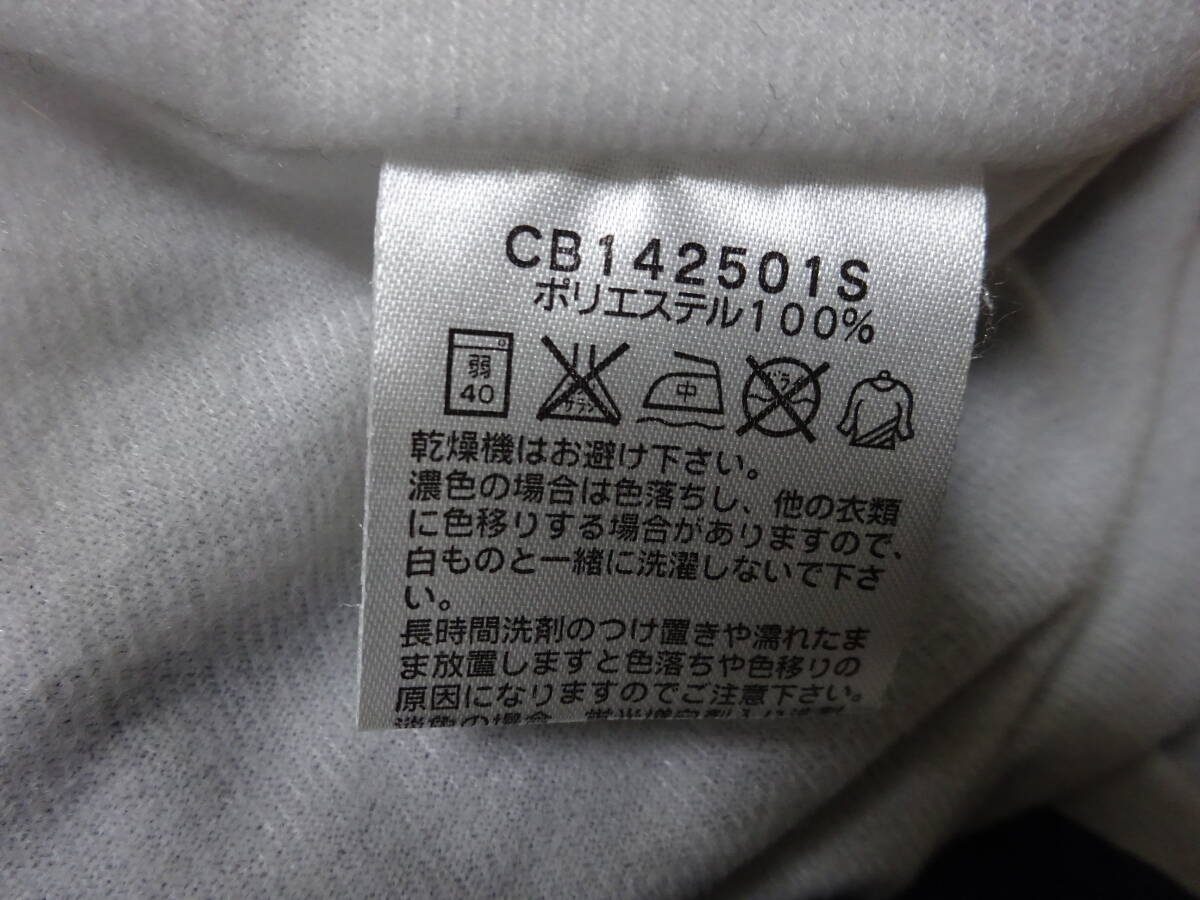 CB142501S
ポリエステル100%
弱
40
中
乾燥機はお避け下さい。
濃色の場合は色落ちし、他の衣類
に色移りする場合がありますので、
白ものと一緒に洗濯しないで下さ
い。
長時間洗剤のつけ置きや濡れたま
ま放置しますと色落ちや色移りの
原因になりますのでご注意下さい。